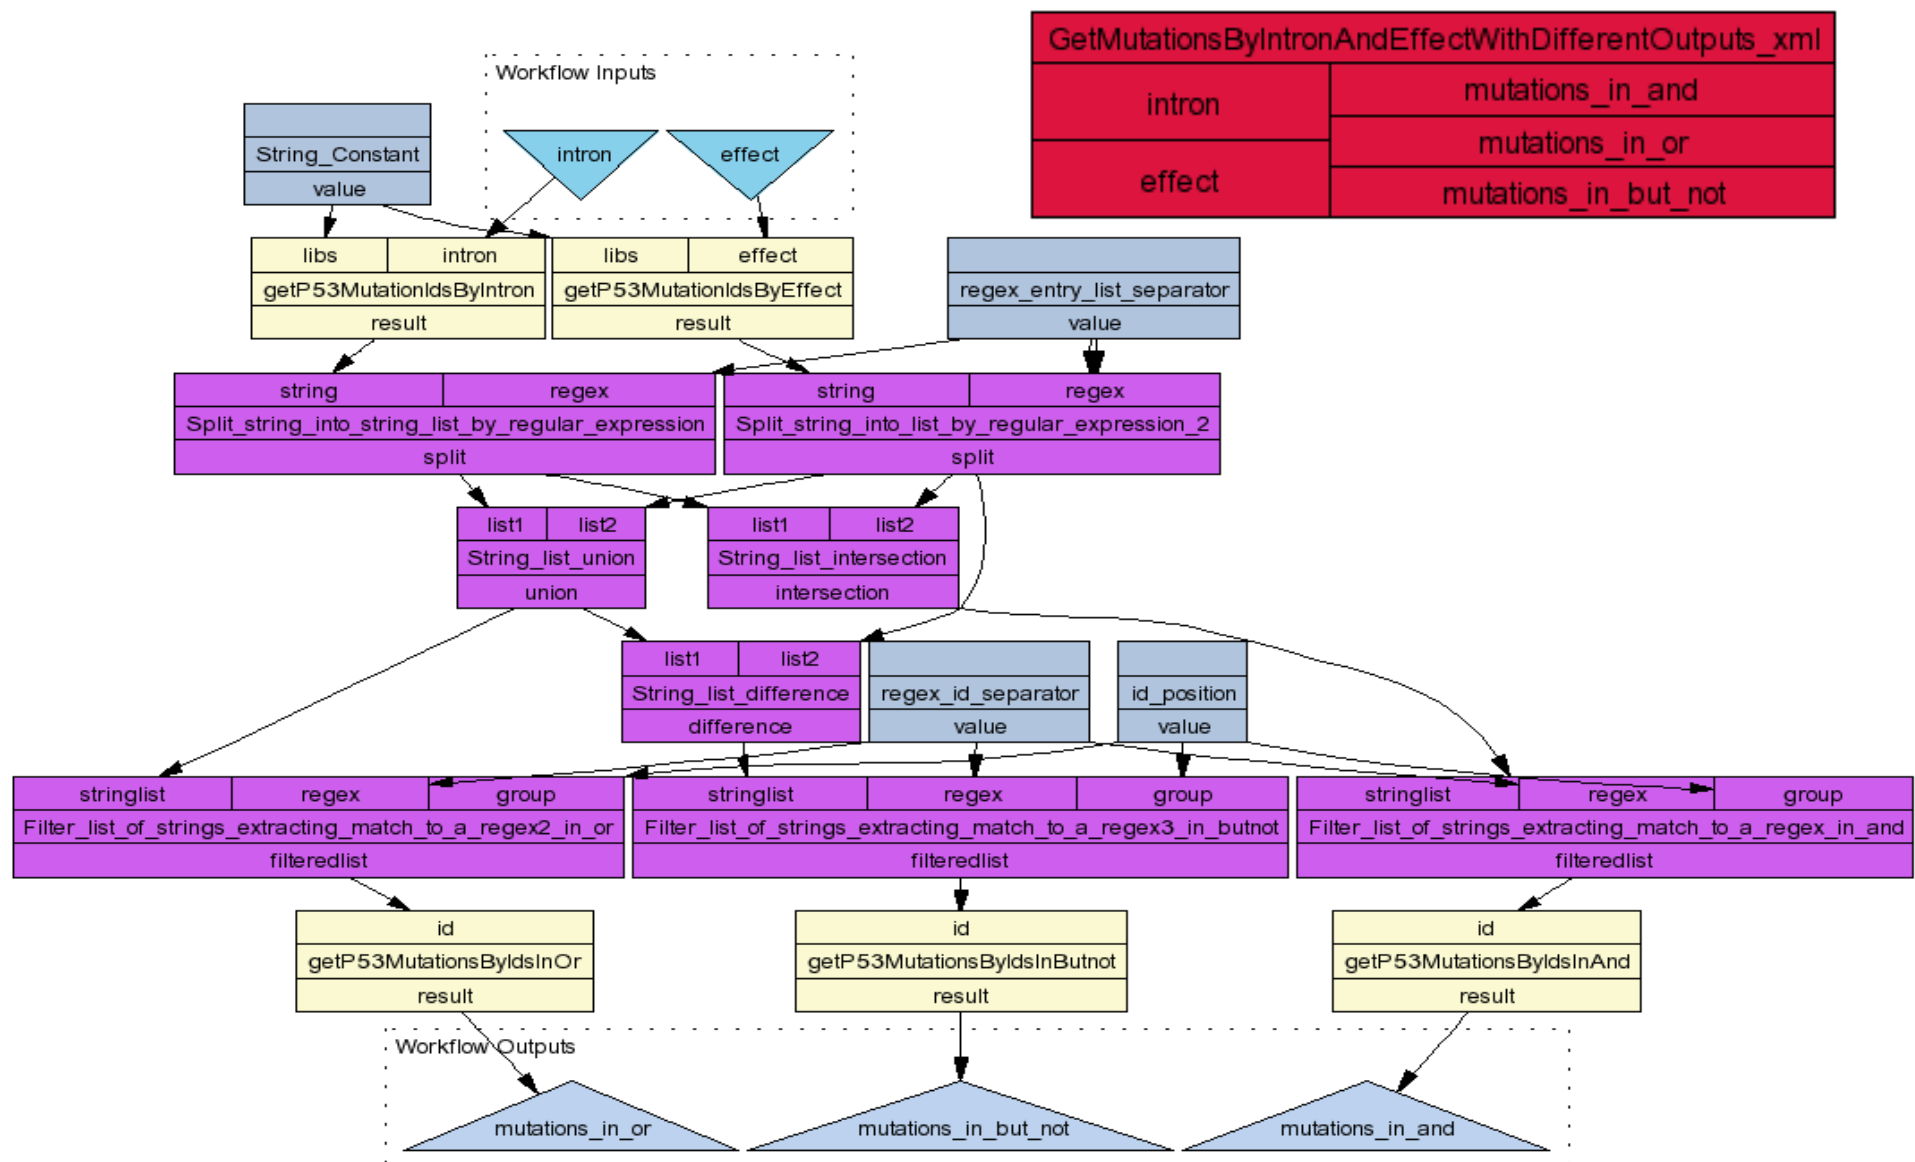 GetMutationsByIntronAndEffectWithDifferentOutputs_xml
intron
effect
mutations_in_and
mutations_in_or
mutations_in_but_not
Workflow Inputs
String_Constant
value
intron
effect
libs
intron
getP53MutationIdsByIntron
result
libs
effect
getP53MutationIdsByEffect
result
regex_entry_list_separator
value
string
regex
Split_string_into_string_list_by_regular_expression
split
string
regex
Split_string_into_list_by_regular_expression_2
split
list1
list2
String_list_union
union
list1
list2
String_list_intersection
intersection
list1
list2
String_list_difference
difference
regex_id_separator
value
id_position
value
stringlist
regex
group
Filter_list_of_strings_extracting_match_to_a_regex2_in_or
filteredlist
stringlist
regex
group
Filter_list_of_strings_extracting_match_to_a_regex3_in_butnot
filteredlist
stringlist
regex
group
Filter_list_of_strings_extracting_match_to_a_regex_in_and
filteredlist
id
getP53MutationsByIdsInOr
result
id
getP53MutationsByIdsInButnot
result
id
getP53MutationsByIdsInAnd
result
Workflow Outputs
mutations_in_or
mutations_in_but_not
mutations_in_and